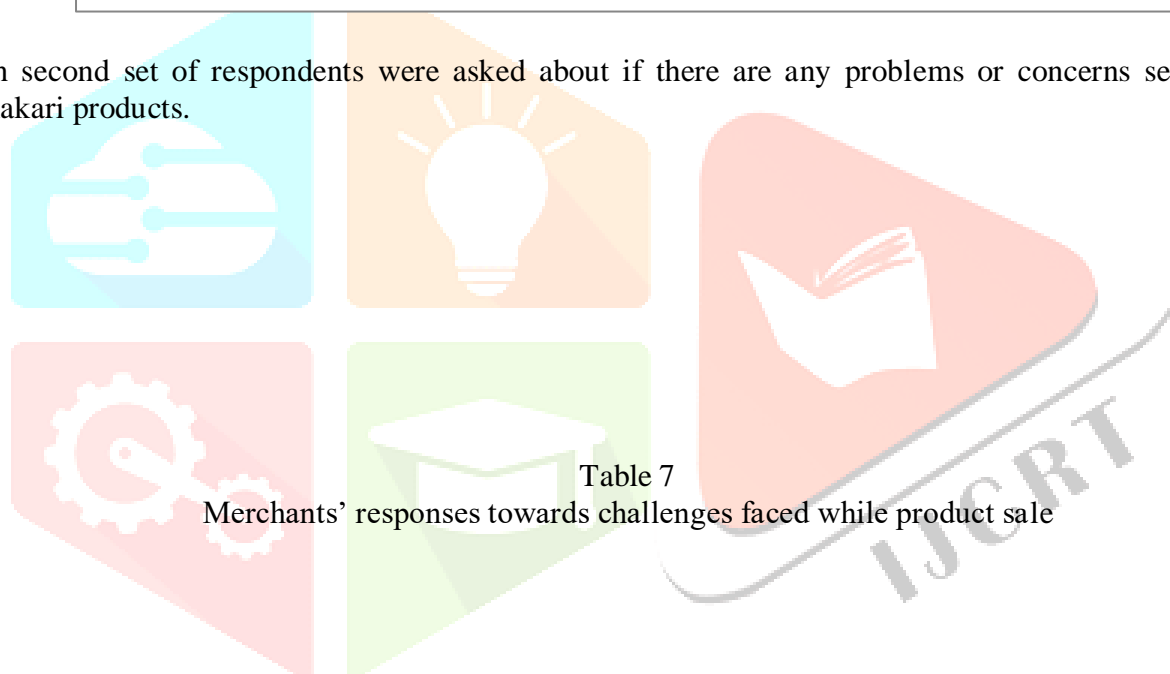 n second set of respondents were asked about if there are any problems or concerns se
akari products.
Table 7
Merchants’ responses towards challenges faced while product sale
IJCRT